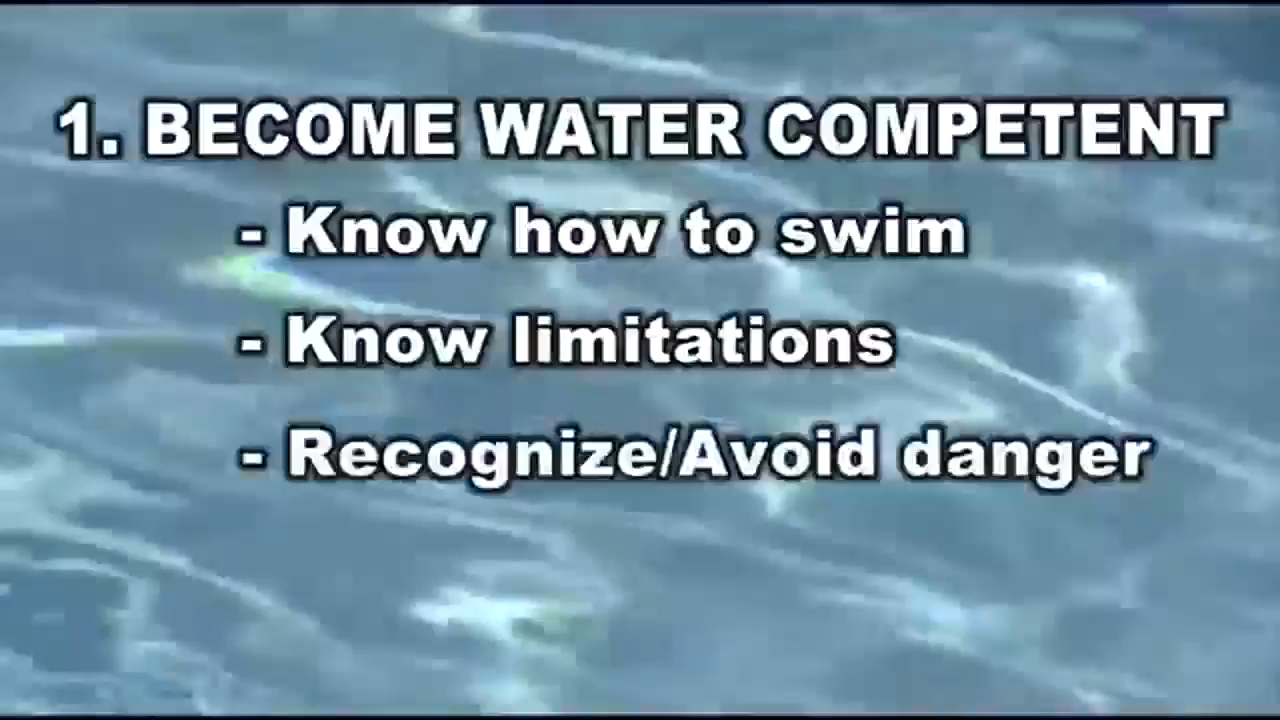 1. BECOME WATER COMPETENT
- Know how to swim
- Know limitations
- Recognize/Avoid danger